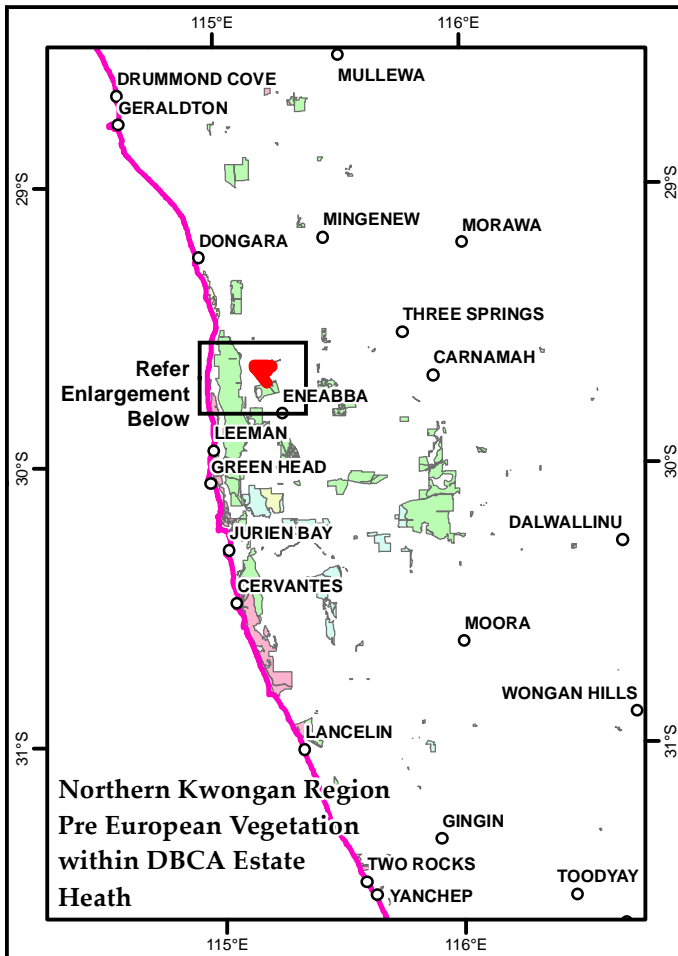 115°E
116°E
MULLEWA
DRUMMOND COVE
GERALDTON
29°S
29°S
MINGENEW
MORAWA
DONGARA
THREE SPRINGS
CARNAMAH
Refer
Enlargement
Below
ENEABBA
LEEMAN
30°S
30°S
GREEN HEAD
DALWALLINU
JURIEN BAY
CERVANTES
MOORA
WONGAN HILLS
31°S
31°S
LANCELIN
Northern Kwongan Region
Pre European Vegetation
within DBCA Estate
Heath
GINGIN
TWO ROCKS
TOODYAY
YANCHEP
115°E
116°E